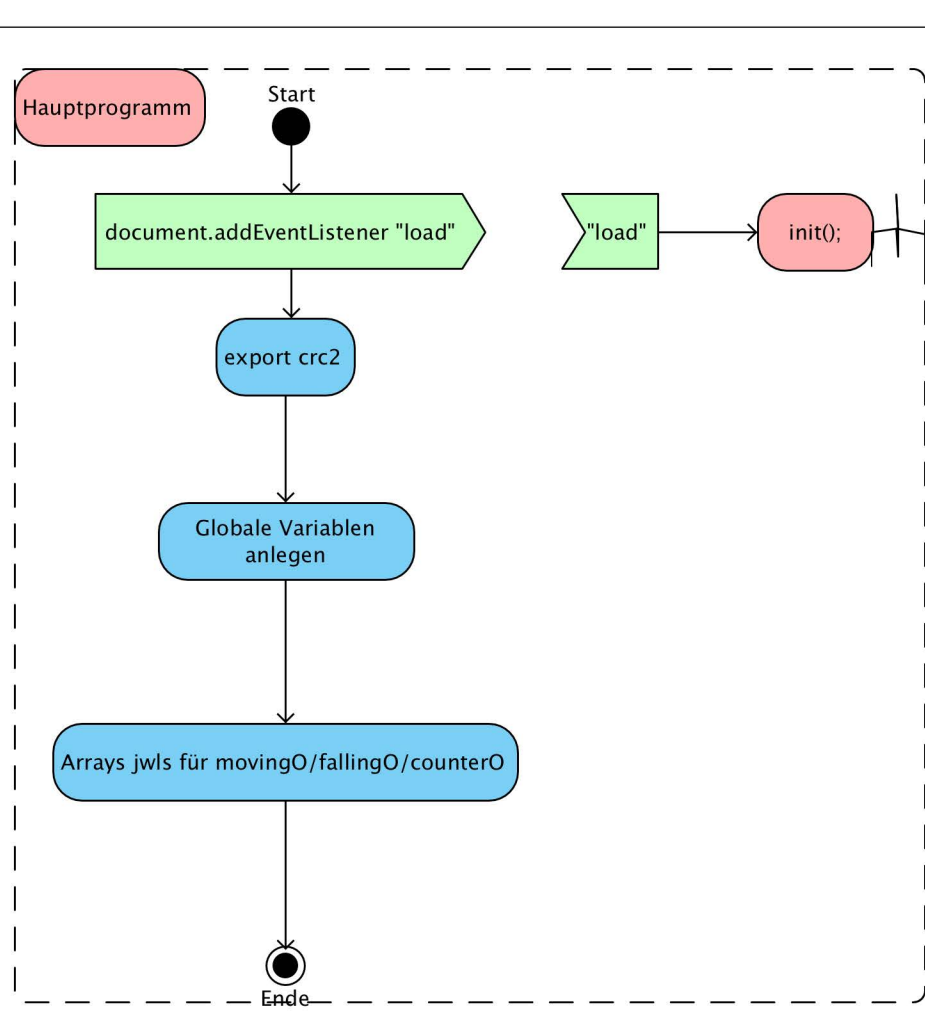 Hauptprogramm
Start
document.addEventListener "load"
"load"
init();
export crc2
Globale Variablen
anlegen
Arrays jwls für movingO/fallingO/counterO
Ende